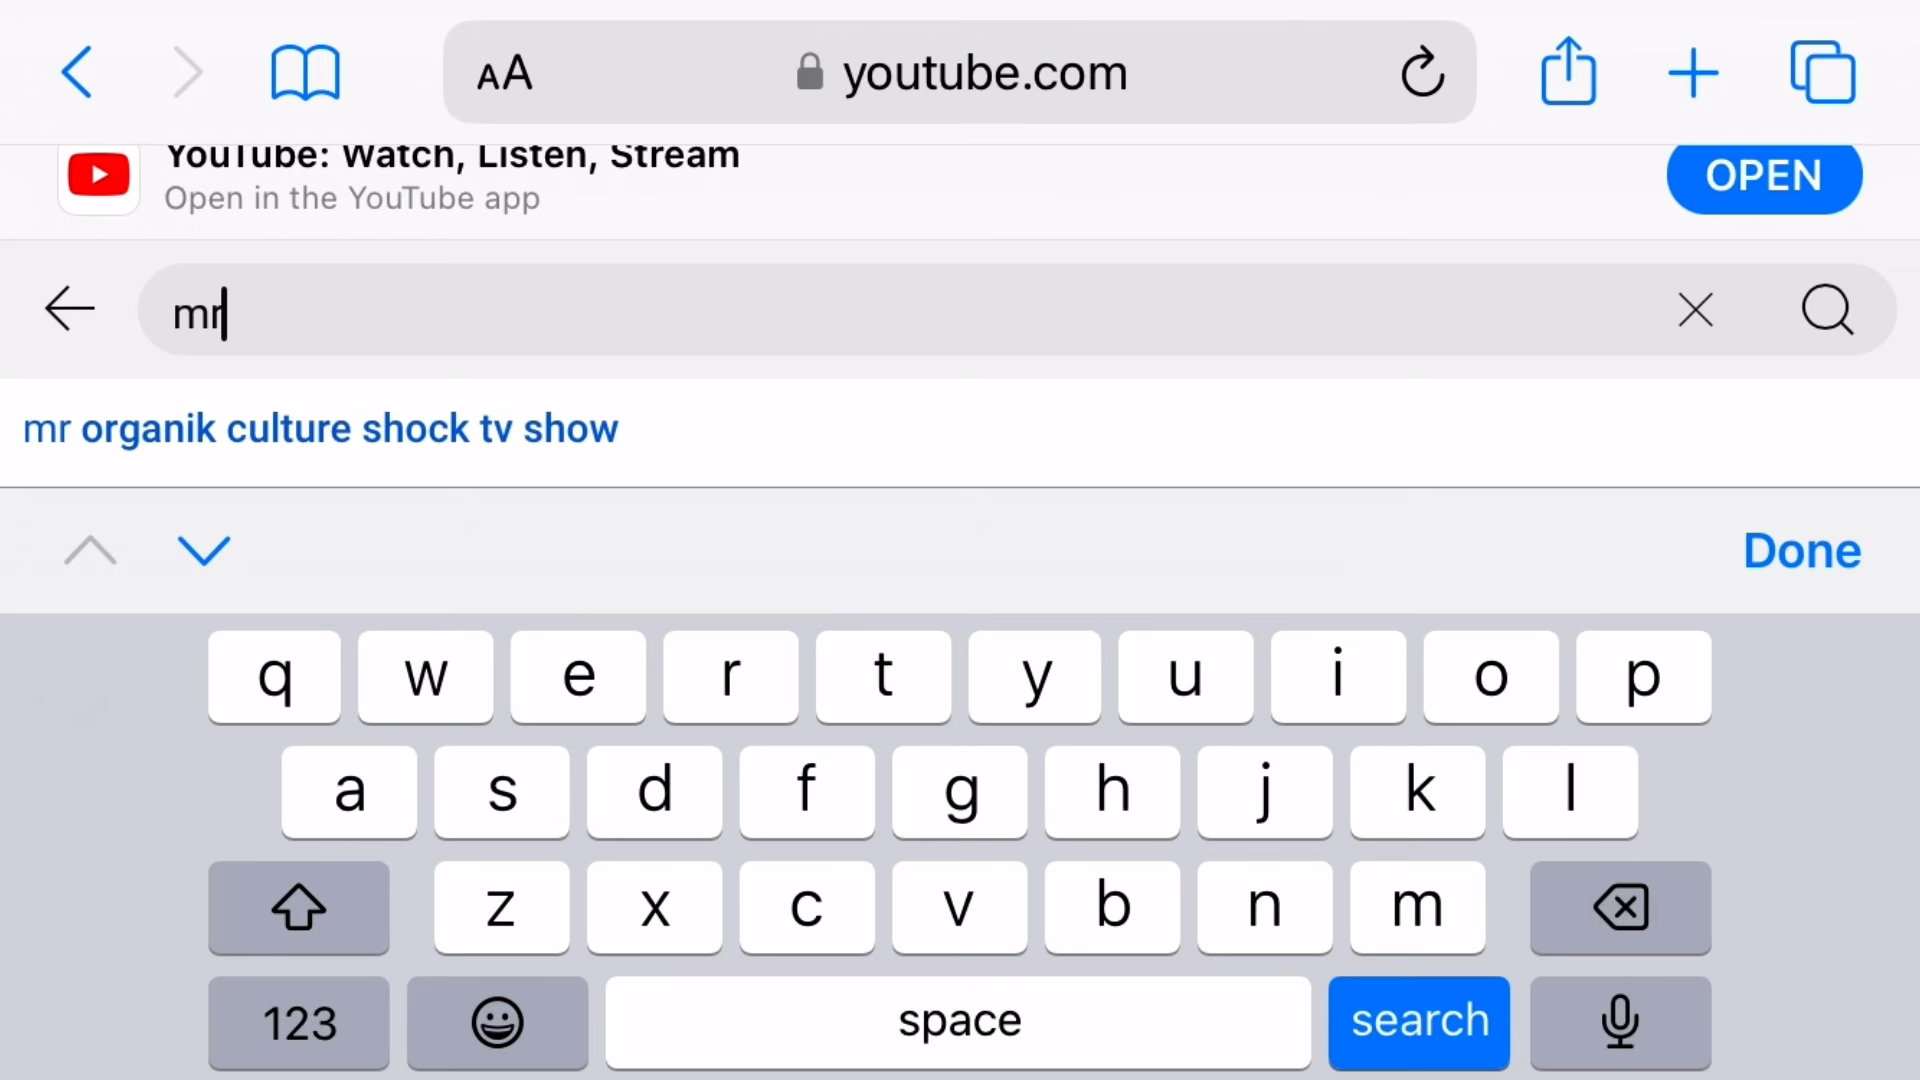 AA youtube.com
YouTube: Watch, Listen, Stream
Open in the YouTube app
OPEN
mr
mr organik culture shock tv show
Done
q w e r t y u i o p
a s d f g h j k l
z x c v b n m
123 space search